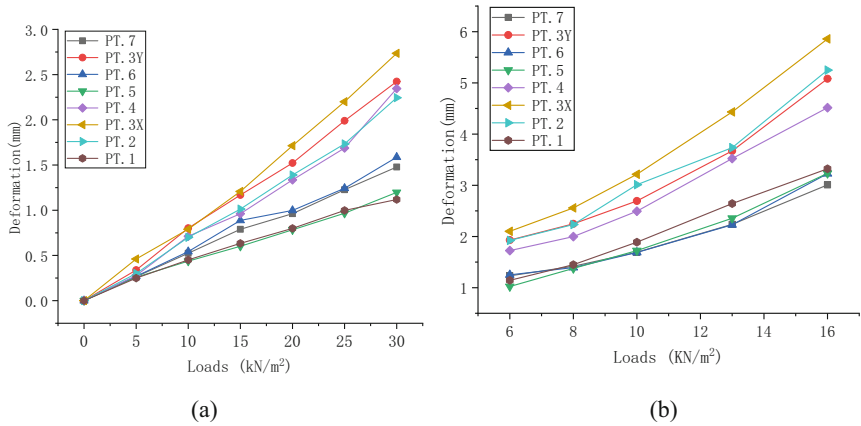 3.0
2.5
2.0
1.5
1.0
0.5
0.0
Deformation(mm)
PT.7
PT.3Y
PT.6
PT.5
PT.4
PT.3X
PT.2
PT.1
0 5 10 15 20 25 30
Loads (kN/m²)
(a)
6
5
4
3
2
1
Deformation(mm)
PT.7
PT.3Y
PT.6
PT.5
PT.4
PT.3X
PT.2
PT.1
6 8 10 12 14 16
Loads (KN/m²)
(b)